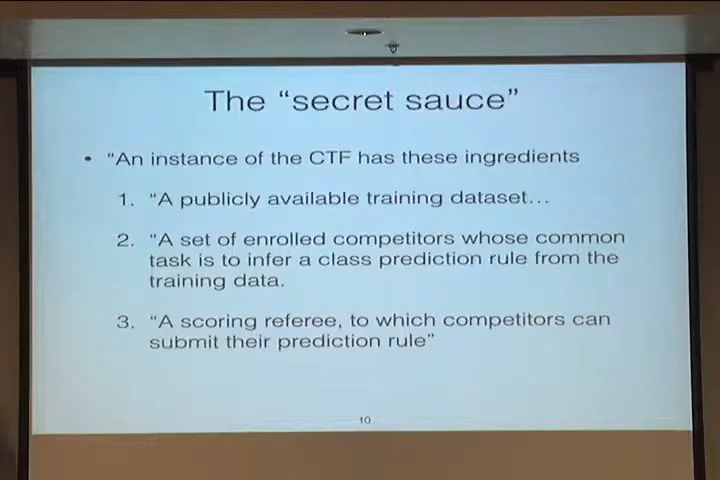 The “secret sauce”
• “An instance of the CTF has these ingredients
1. “A publicly available training dataset…
2. “A set of enrolled competitors whose common
task is to infer a class prediction rule from the
training data.
3. “A scoring referee, to which competitors can
submit their prediction rule”
10